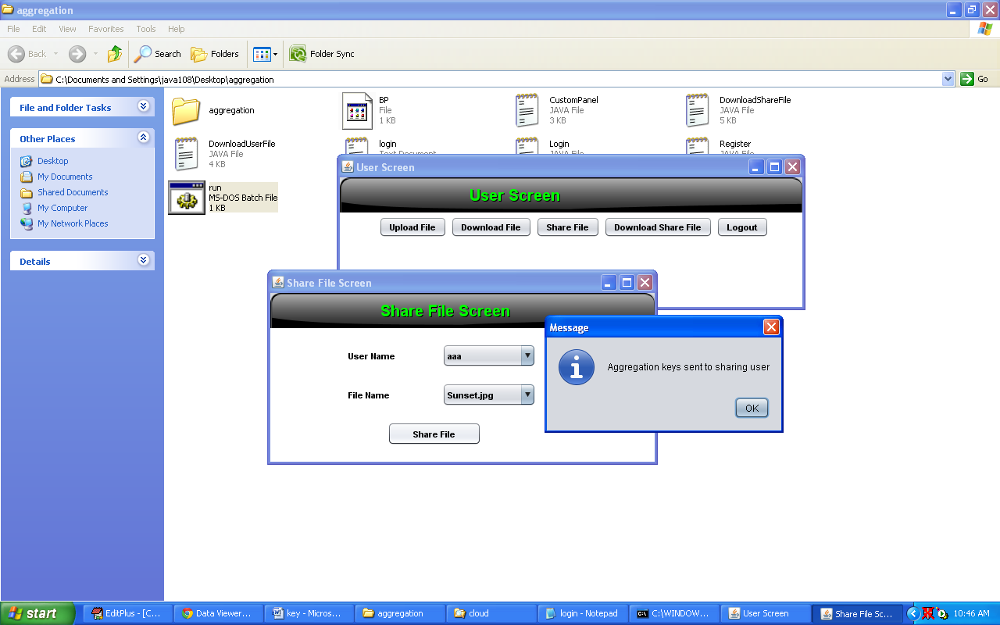 aggregation
File Edit View Favorites Tools Help
Back Search Folders Folder Sync
Address C:\Documents and Settings\java108\Desktop\aggregation Go
File and Folder Tasks
Other Places
Desktop
My Documents
Shared Documents
My Computer
My Network Places
Details
aggregation
BP
File
1 KB
CustomPanel
JAVA File
3 KB
DownloadShareFile
JAVA File
5 KB
DownloadUserFile
JAVA File
4 KB
login
Text Document
Login
JAVA File
Register
JAVA File
run
MS-DOS Batch File
1 KB
User Screen
User Screen
Upload File Download File Share File Download Share File Logout
Share File Screen
Share File Screen
User Name aaa
File Name Sunset.jpg
Share File
Message
Aggregation keys sent to sharing user
OK
start EditPlus - [C... Data Viewer... key - Micros... aggregation cloud login - Notepad C:\WINDOW... User Screen Share File Sc... 10:46 AM